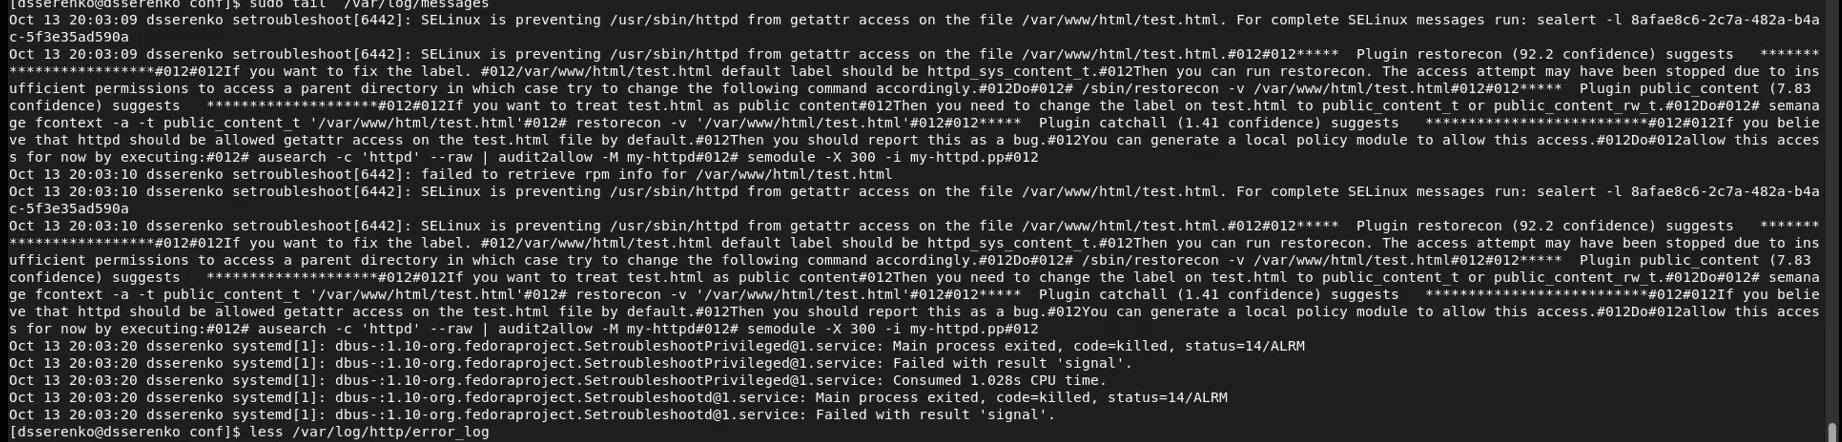 [dsserenko@dsserenko conf]$ sudo tail  /var/log/messages
Oct 13 20:03:09 dsserenko setroubleshoot[6442]: SELinux is preventing /usr/sbin/httpd from getattr access on the file /var/www/html/test.html. For complete SELinux messages run: sealert -l 8afae8c6-2c7a-482a-b4a
c-5f3e35ad590a
Oct 13 20:03:09 dsserenko setroubleshoot[6442]: SELinux is preventing /usr/sbin/httpd from getattr access on the file /var/www/html/test.html.#012#012*****  Plugin restorecon (92.2 confidence) suggests   *******
*****************#012#012If you want to fix the label. #012/var/www/html/test.html default label should be httpd_sys_content_t.#012Then you can run restorecon. The access attempt may have been stopped due to ins
ufficient permissions to access a parent directory in which case try to change the following command accordingly.#012Do#012# /sbin/restorecon -v /var/www/html/test.html#012#012*****  Plugin public_content (7.83 
confidence) suggests   ********************#012#012If you want to treat test.html as public content#012Then you need to change the label on test.html to public_content_t or public_content_rw_t.#012Do#012# semana
ge fcontext -a -t public_content_t '/var/www/html/test.html'#012# restorecon -v '/var/www/html/test.html'#012#012*****  Plugin catchall (1.41 confidence) suggests   **************************#012#012If you belie
ve that httpd should be allowed getattr access on the test.html file by default.#012Then you should report this as a bug.#012You can generate a local policy module to allow this access.#012Do#012allow this acces
s for now by executing:#012# ausearch -c 'httpd' --raw | audit2allow -M my-httpd#012# semodule -X 300 -i my-httpd.pp#012
Oct 13 20:03:10 dsserenko setroubleshoot[6442]: failed to retrieve rpm info for /var/www/html/test.html
Oct 13 20:03:10 dsserenko setroubleshoot[6442]: SELinux is preventing /usr/sbin/httpd from getattr access on the file /var/www/html/test.html. For complete SELinux messages run: sealert -l 8afae8c6-2c7a-482a-b4a
c-5f3e35ad590a
Oct 13 20:03:10 dsserenko setroubleshoot[6442]: SELinux is preventing /usr/sbin/httpd from getattr access on the file /var/www/html/test.html.#012#012*****  Plugin restorecon (92.2 confidence) suggests   *******
*****************#012#012If you want to fix the label. #012/var/www/html/test.html default label should be httpd_sys_content_t.#012Then you can run restorecon. The access attempt may have been stopped due to ins
ufficient permissions to access a parent directory in which case try to change the following command accordingly.#012Do#012# /sbin/restorecon -v /var/www/html/test.html#012#012*****  Plugin public_content (7.83 
confidence) suggests   ********************#012#012If you want to treat test.html as public content#012Then you need to change the label on test.html to public_content_t or public_content_rw_t.#012Do#012# semana
ge fcontext -a -t public_content_t '/var/www/html/test.html'#012# restorecon -v '/var/www/html/test.html'#012#012*****  Plugin catchall (1.41 confidence) suggests   **************************#012#012If you belie
ve that httpd should be allowed getattr access on the test.html file by default.#012Then you should report this as a bug.#012You can generate a local policy module to allow this access.#012Do#012allow this acces
s for now by executing:#012# ausearch -c 'httpd' --raw | audit2allow -M my-httpd#012# semodule -X 300 -i my-httpd.pp#012
Oct 13 20:03:20 dsserenko systemd[1]: dbus-:1.10-org.fedoraproject.SetroubleshootPrivileged@1.service: Main process exited, code=killed, status=14/ALRM
Oct 13 20:03:20 dsserenko systemd[1]: dbus-:1.10-org.fedoraproject.SetroubleshootPrivileged@1.service: Failed with result 'signal'.
Oct 13 20:03:20 dsserenko systemd[1]: dbus-:1.10-org.fedoraproject.SetroubleshootPrivileged@1.service: Consumed 1.028s CPU time.
Oct 13 20:03:20 dsserenko systemd[1]: dbus-:1.10-org.fedoraproject.Setroubleshootd@1.service: Main process exited, code=killed, status=14/ALRM
Oct 13 20:03:20 dsserenko systemd[1]: dbus-:1.10-org.fedoraproject.Setroubleshootd@1.service: Failed with result 'signal'.
[dsserenko@dsserenko conf]$ less /var/log/http/error_log